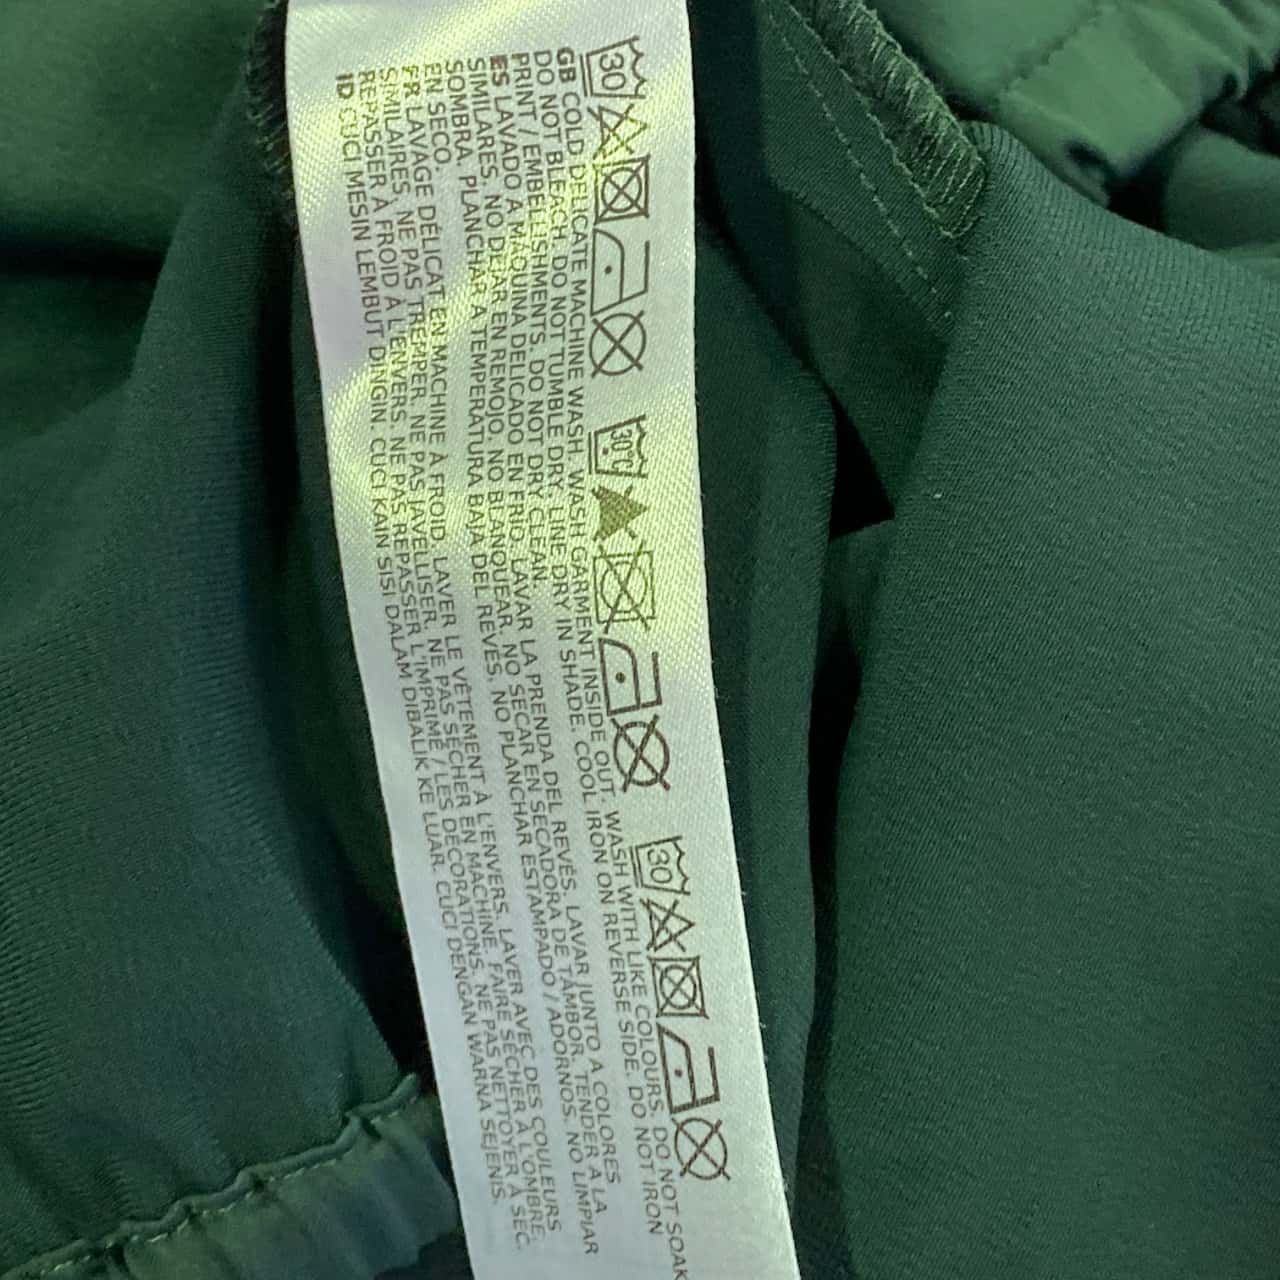 30 30°C 30
GB COLD DELICATE MACHINE WASH. WASH GARMENT INSIDE OUT. WASH WITH LIKE COLOURS. DO NOT SOAK.
DO NOT BLEACH. DO NOT TUMBLE DRY. LINE DRY IN SHADE. COOL IRON ON REVERSE SIDE. DO NOT IRON
PRINT / EMBELLISHMENTS. DO NOT DRY CLEAN.
ES LAVADO A MÁQUINA DELICADO EN FRÍO. LAVAR LA PRENDA DEL REVÉS. LAVAR JUNTO A COLORES
SIMILARES. NO DEJAR EN REMOJO. NO BLANQUEAR. NO SECAR EN SECADORA DE TAMBOR. TENDER A LA
SOMBRA. PLANCHAR A TEMPERATURA BAJA DEL REVÉS. NO PLANCHAR ESTAMPADO / ADORNOS. NO LIMPIAR
EN SECO.
FR LAVAGE DÉLICAT EN MACHINE À FROID. LAVER LE VÊTEMENT À L'ENVERS. LAVER AVEC DES COULEURS
SIMILAIRES. NE PAS TREMPER. NE PAS JAVELLISER. NE PAS SÉCHER EN MACHINE. FAIRE SÉCHER À L'OMBRE.
REPASSER À FROID À L'ENVERS. NE PAS REPASSER L'IMPRIMÉ / LES DÉCORATIONS. NE PAS NETTOYER À SEC.
ID CUCI MESIN LEMBUT DINGIN. CUCI KAIN SISI DALAM DIBALIK KE LUAR. CUCI DENGAN WARNA SEJENIS.